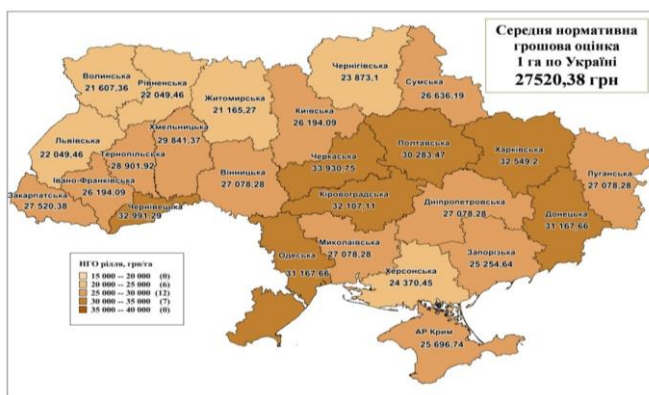 Середня нормативна
грошова оцінка
1 га по Україні
27520,38 грн
Чернігівська
23 873,1
Волинська
21 607,36
Рівненська
22 049,46
Житомирська
21 165,27
Київська
26 194,09
Сумська
26 636,19
Львівська
22 049,46
Тернопільська
28 901,92
Хмельницька
29 841,37
Черкаська
33 930,75
Полтавська
30 283,47
Харківська
32 549,2
Луганська
27 078,28
Івано-Франківська
26 194,09
Закарпатська
27 520,38
Чернівецька
32 991,29
Вінницька
27 078,28
Кіровоградська
32 107,11
Дніпропетровська
27 078,28
Донецька
31 167,66
Одеська
31 167,66
Миколаївська
27 078,28
Херсонська
24 370,45
Запорізька
25 254,64
АР Крим
25 696,74
НГО рілля, грн/га
15 000 -- 20 000 (0)
20 000 -- 25 000 (6)
25 000 -- 30 000 (12)
30 000 -- 35 000 (7)
35 000 -- 40 000 (0)